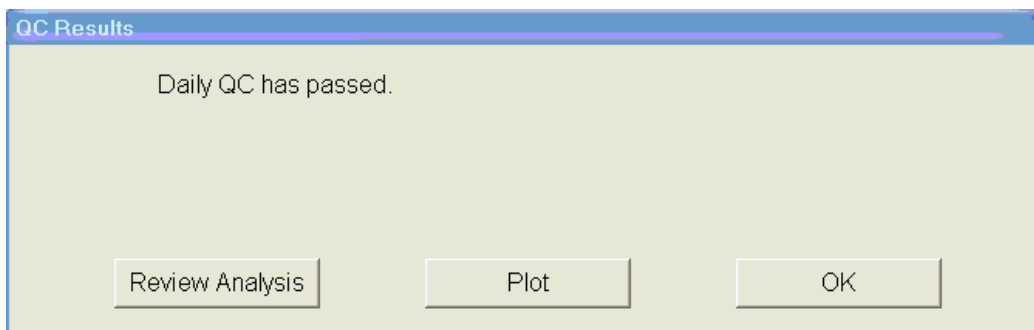 QC Results
Daily QC has passed.
Review Analysis
Plot
OK